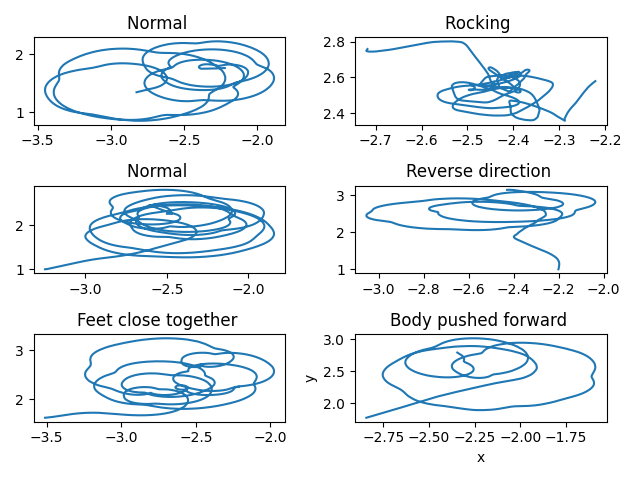 Normal
Rocking
2
1
−3.5 −3.0 −2.5 −2.0
2.8
2.6
2.4
−2.7 −2.6 −2.5 −2.4 −2.3 −2.2
Normal
Reverse direction
2
1
−3.0 −2.5 −2.0
3
2
1
−3.0 −2.8 −2.6 −2.4 −2.2 −2.0
Feet close together
Body pushed forward
3
2
−3.5 −3.0 −2.5 −2.0
y
3.0
2.5
2.0
−2.75 −2.50 −2.25 −2.00 −1.75
x